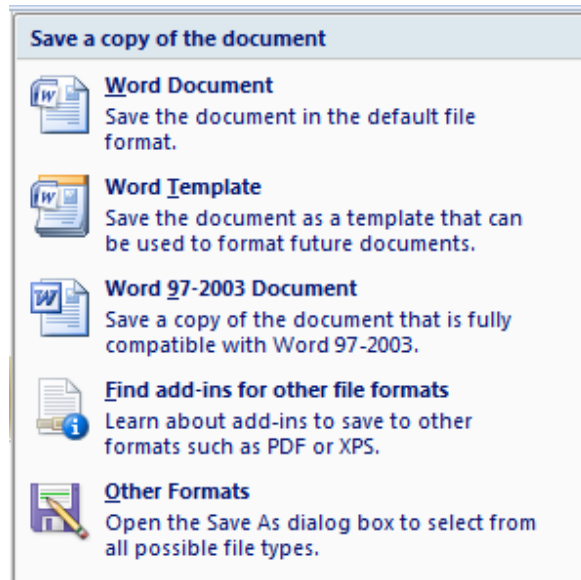 Save a copy of the document
Word Document
Save the document in the default file
format.
Word Template
Save the document as a template that can
be used to format future documents.
Word 97-2003 Document
Save a copy of the document that is fully
compatible with Word 97-2003.
Find add-ins for other file formats
Learn about add-ins to save to other
formats such as PDF or XPS.
Other Formats
Open the Save As dialog box to select from
all possible file types.